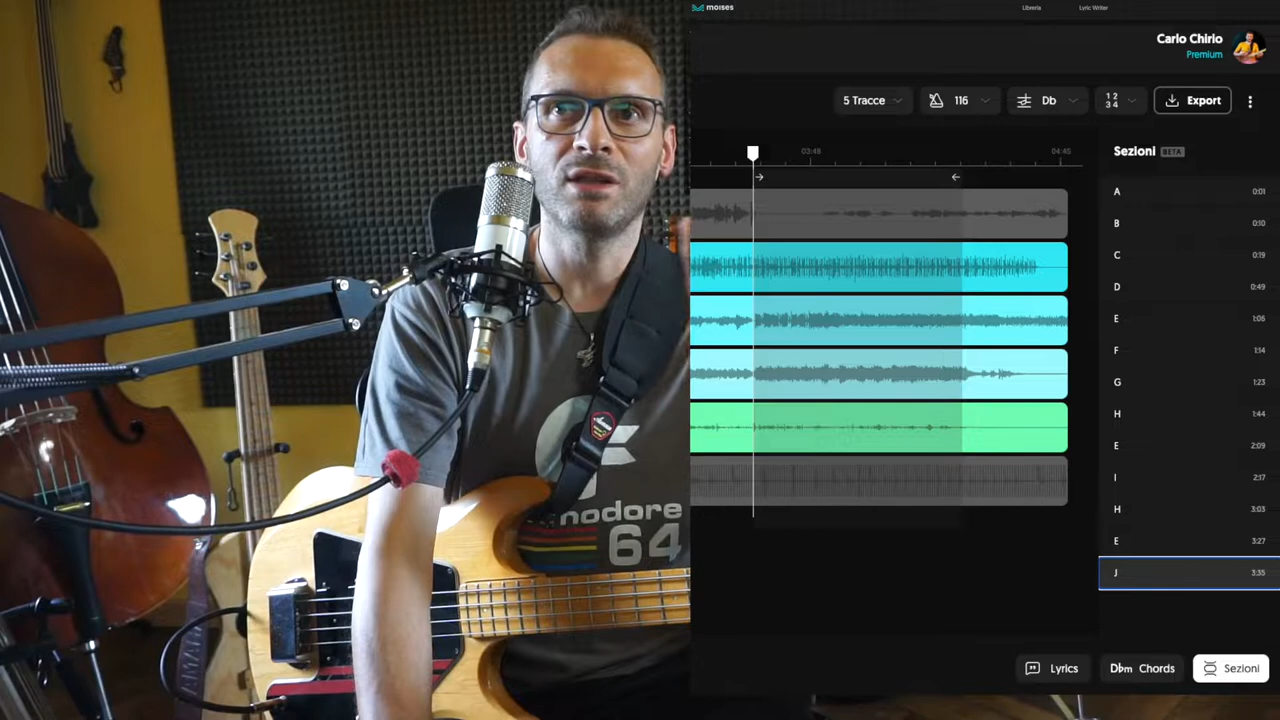 moises
Libreria
Lyric Writer
Carlo Chirio
Premium
5 Tracce
116
Db
1 2
3 4
Export
03:48
04:45
Sezioni BETA
A 0:01
B 0:10
C 0:19
D 0:49
E 1:06
F 1:14
G 1:23
H 1:44
E 2:09
I 2:17
H 3:03
E 3:27
J 3:35
modore
64
Lyrics
Dbm Chords
Sezioni